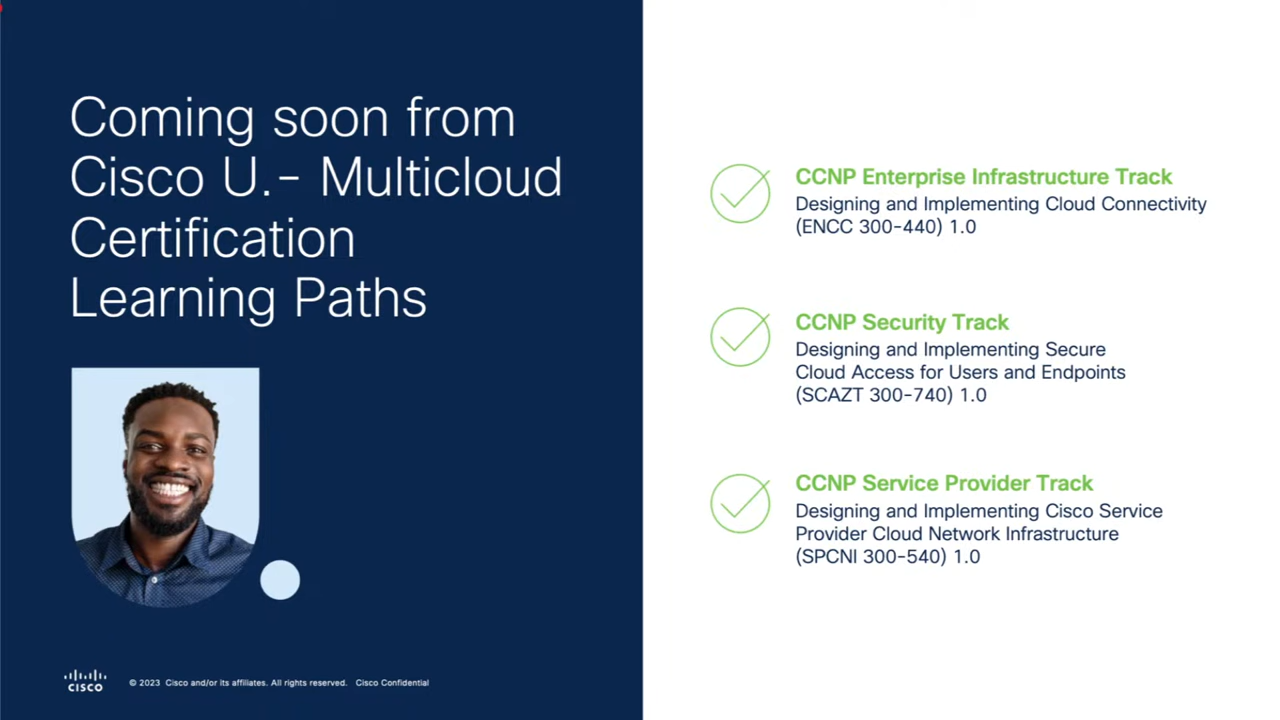 Coming soon from
Cisco U.- Multicloud
Certification
Learning Paths
CISCO
© 2023 Cisco and/or its affiliates. All rights reserved. Cisco Confidential
CCNP Enterprise Infrastructure Track
Designing and Implementing Cloud Connectivity
(ENCC 300-440) 1.0
CCNP Security Track
Designing and Implementing Secure
Cloud Access for Users and Endpoints
(SCAZT 300-740) 1.0
CCNP Service Provider Track
Designing and Implementing Cisco Service
Provider Cloud Network Infrastructure
(SPCNI 300-540) 1.0